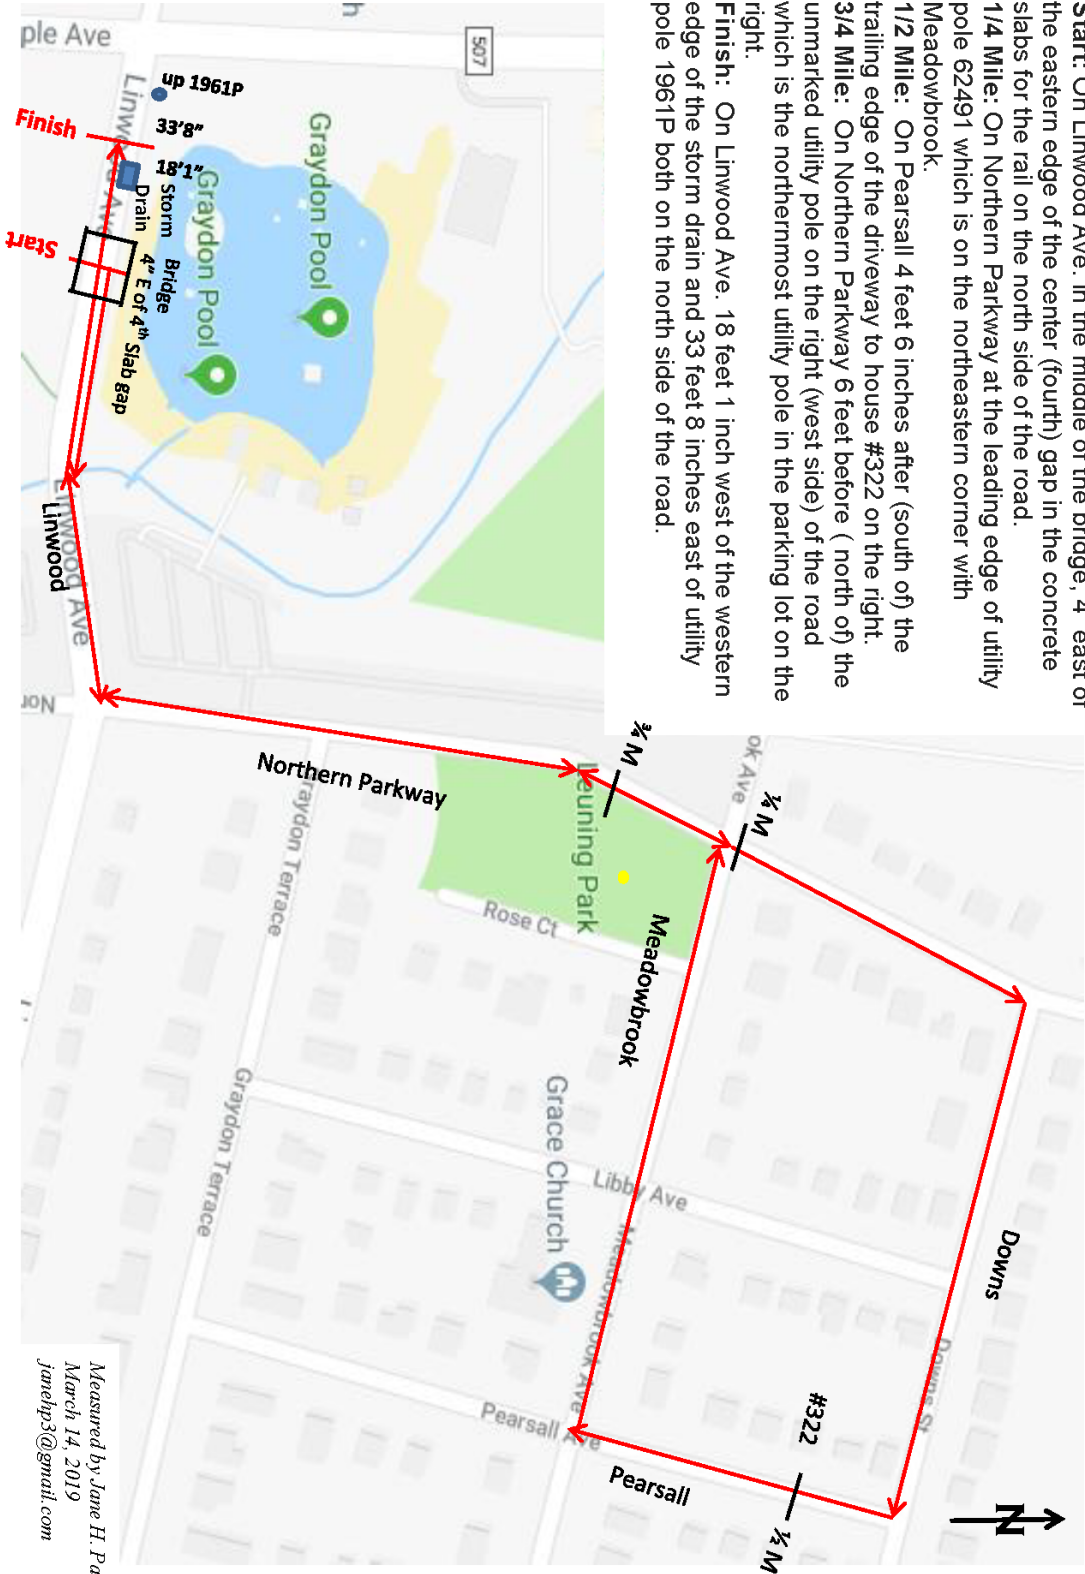 Start: On Linwood Ave. in the middle of the bridge, 4" east of
the eastern edge of the center (fourth) gap in the concrete
slabs for the rail on the north side of the road.
1/4 Mile: On Northern Parkway at the leading edge of utility
pole 62491 which is on the northeastern corner with
Meadowbrook.
1/2 Mile: On Pearsall 4 feet 6 inches after (south of) the
trailing edge of the driveway to house #322 on the right.
3/4 Mile: On Northern Parkway 6 feet before ( north of) the
unmarked utility pole on the right (west side) of the road
which is the northernmost utility pole in the parking lot on the
right.
Finish: On Linwood Ave. 18 feet 1 inch west of the western
edge of the storm drain and 33 feet 8 inches east of utility
pole 1961P both on the north side of the road.
507
ple Ave
h
Graydon Pool
Graydon Pool
up 1961P
33'8"
18'1"
Storm
Drain
Bridge
4" E of 4th Slab gap
Finish
Start
Linwood Ave
Linwood Ave
Linwood
Nor
Northern Parkway
¾ M
¼ M
ok Ave
Leuning Park
Rose Ct
Meadowbrook
Graydon Terrace
Graydon Terrace
Grace Church
Libby Ave
Meadowbrook Ave
Downs
Downs St
#322
½ M
Pearsall Ave
Pearsall
N
Measured by Jane H. Pa
March 14, 2019
janehp3@gmail.com